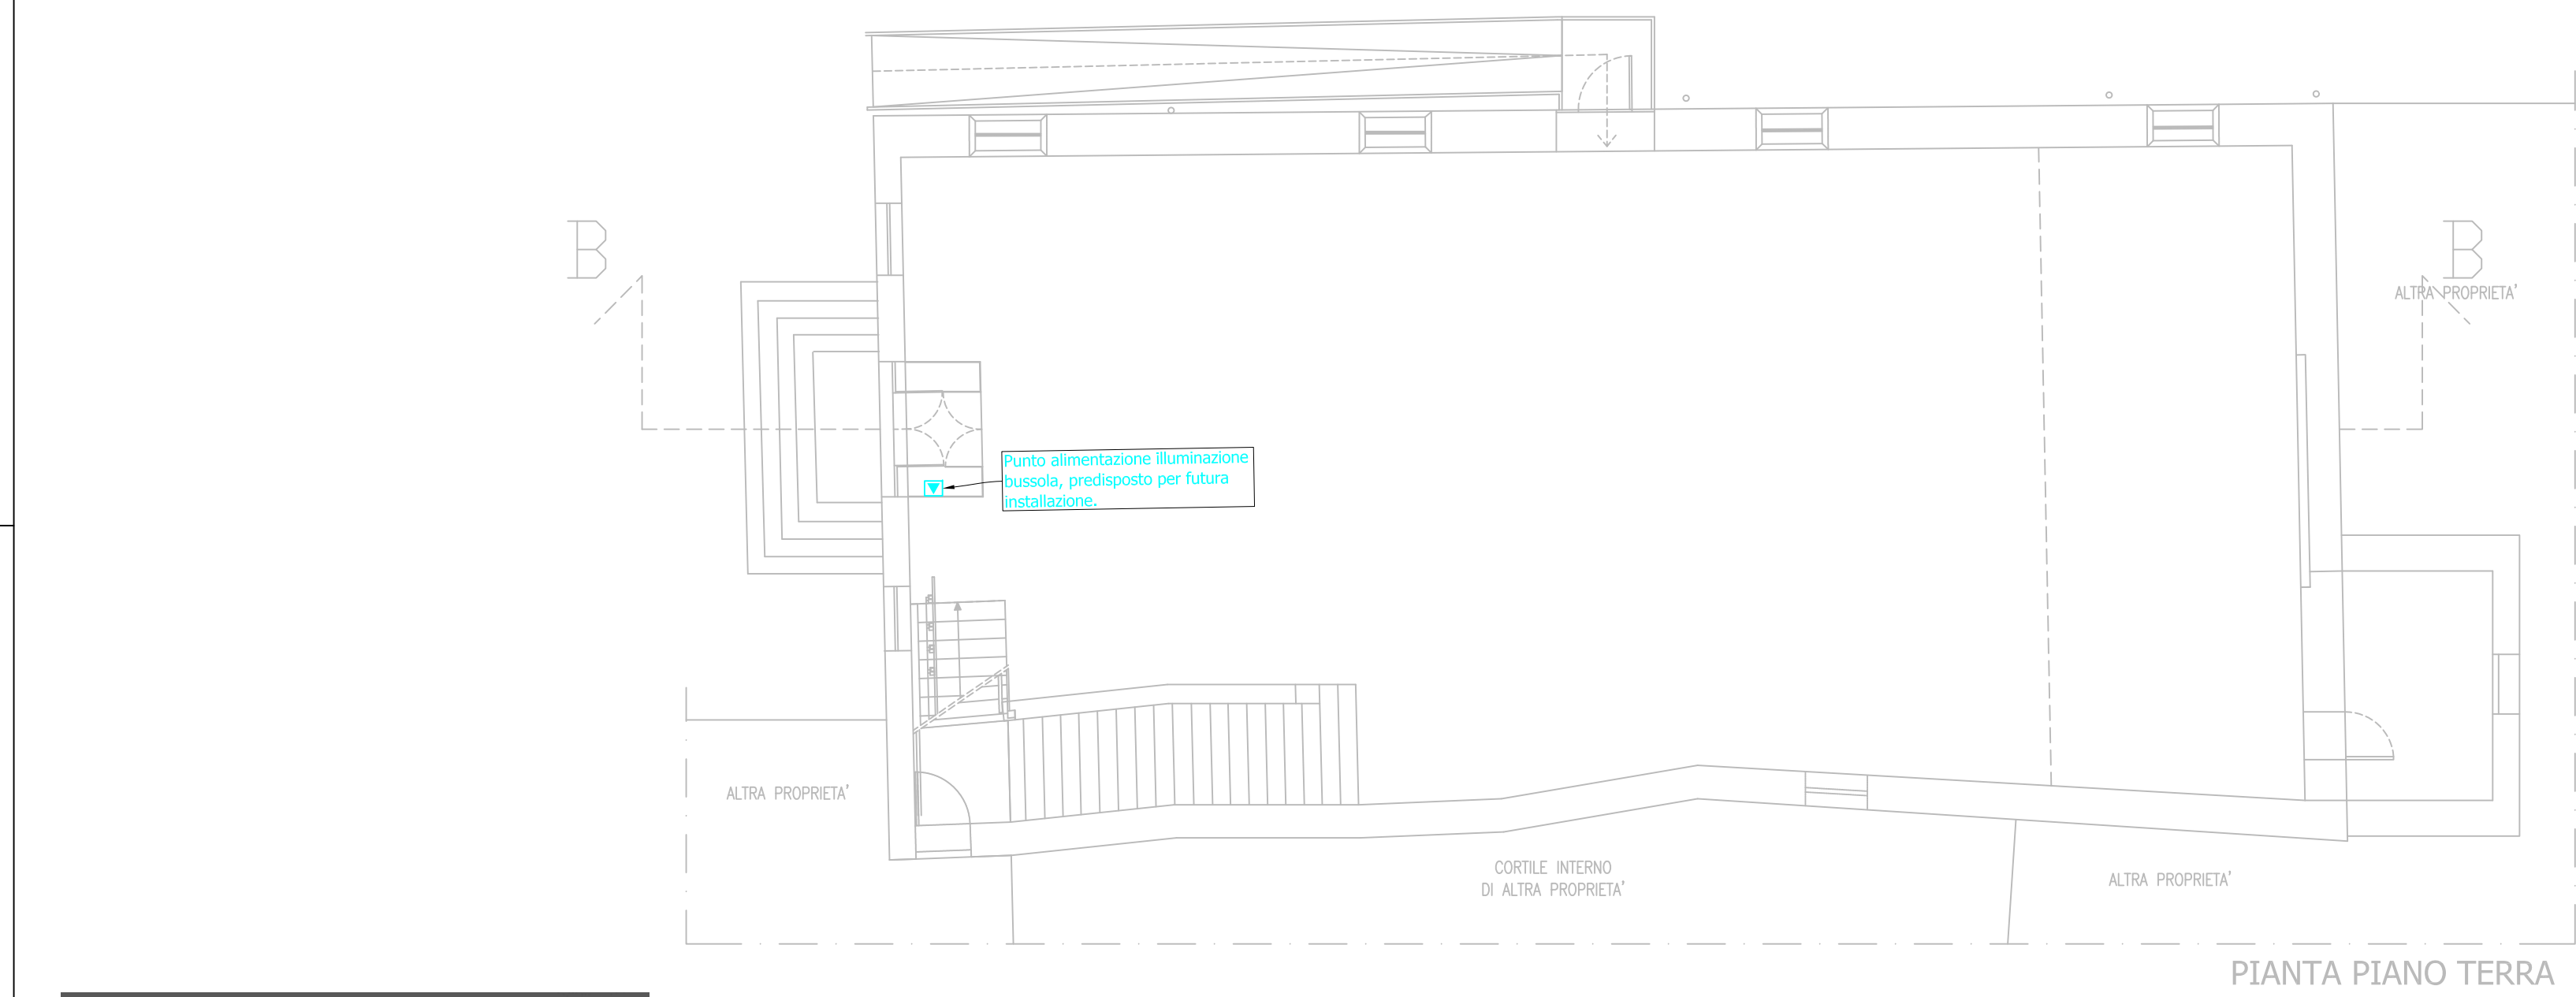 B
B
ALTRA PROPRIETA'
Punto alimentazione illuminazione
bussola, predisposto per futura
installazione.
ALTRA PROPRIETA'
CORTILE INTERNO
DI ALTRA PROPRIETA'
ALTRA PROPRIETA'
PIANTA PIANO TERRA